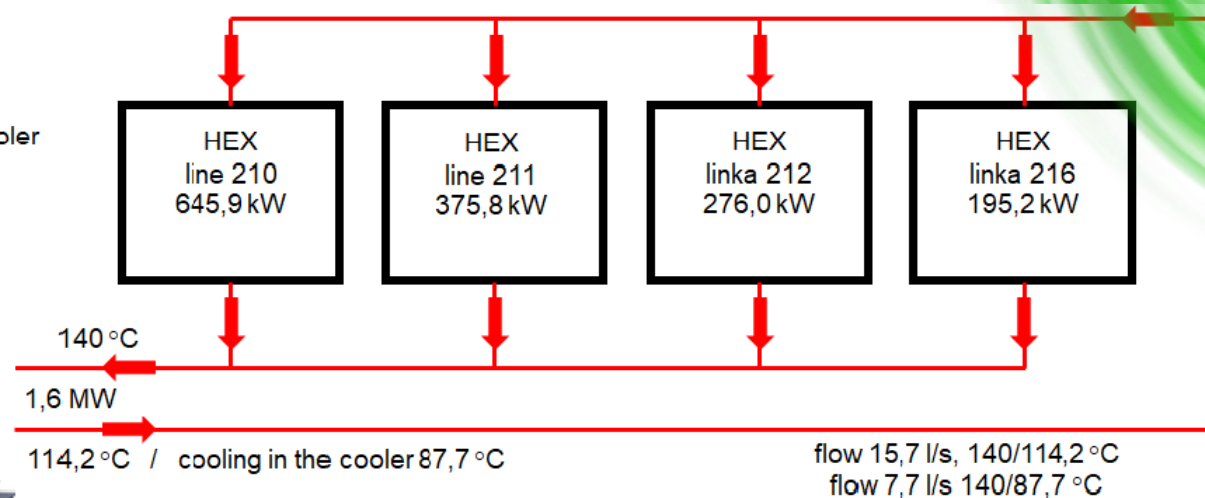 oler
HEX
line 210
645,9 kW
HEX
line 211
375,8 kW
HEX
linka 212
276,0 kW
HEX
linka 216
195,2 kW
140 °C
1,6 MW
114,2 °C / cooling in the cooler 87,7 °C
flow 15,7 l/s, 140/114,2 °C
flow 7,7 l/s 140/87,7 °C